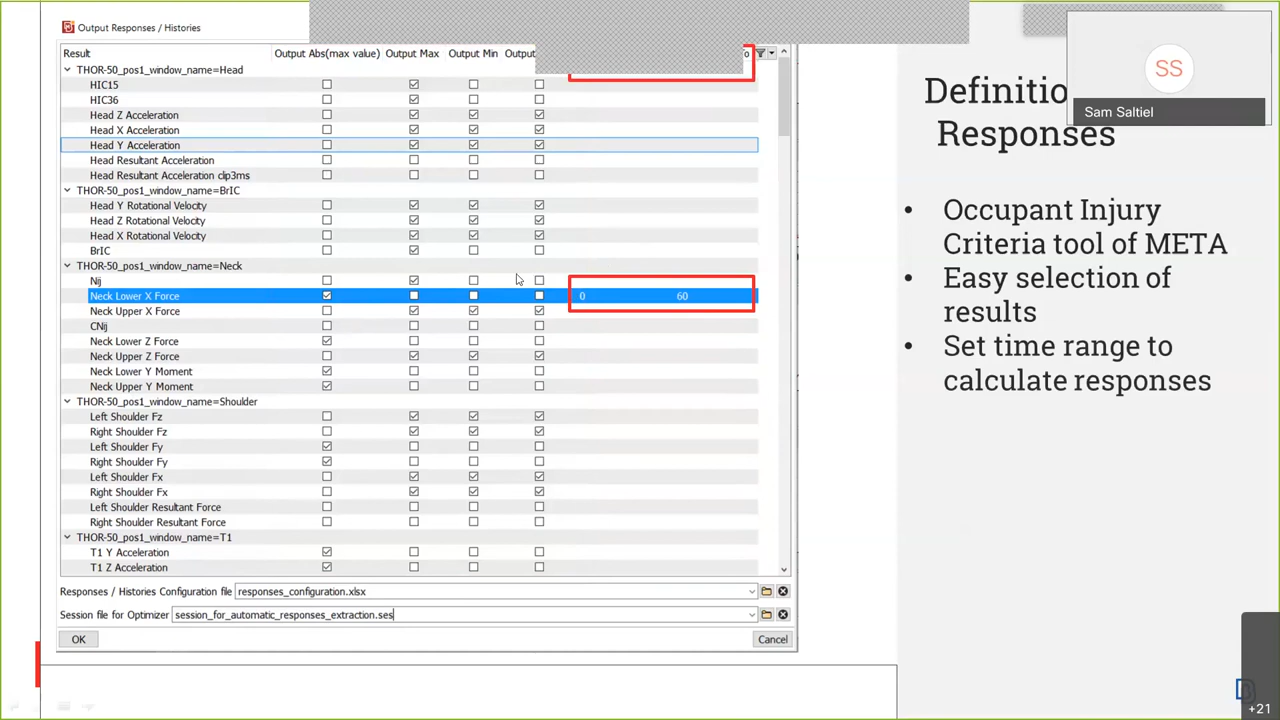 Output Responses / Histories
Result Output Abs(max value) Output Max Output Min Output
THOR-50_pos1_window_name=Head
HIC15
HIC36
Head Z Acceleration
Head X Acceleration
Head Y Acceleration
Head Resultant Acceleration
Head Resultant Acceleration clip3ms
THOR-50_pos1_window_name=BrIC
Head Y Rotational Velocity
Head Z Rotational Velocity
Head X Rotational Velocity
BrIC
THOR-50_pos1_window_name=Neck
Nij
Neck Lower X Force 0 60
Neck Upper X Force
CNij
Neck Lower Z Force
Neck Upper Z Force
Neck Lower Y Moment
Neck Upper Y Moment
THOR-50_pos1_window_name=Shoulder
Left Shoulder Fz
Right Shoulder Fz
Left Shoulder Fy
Right Shoulder Fy
Left Shoulder Fx
Right Shoulder Fx
Left Shoulder Resultant Force
Right Shoulder Resultant Force
THOR-50_pos1_window_name=T1
T1 Y Acceleration
T1 Z Acceleration
Responses / Histories Configuration file responses_configuration.xlsx
Session file for Optimizer session_for_automatic_responses_extraction.ses
OK Cancel
Definitio
Responses
• Occupant Injury
Criteria tool of META
• Easy selection of
results
• Set time range to
calculate responses
SS
Sam Saltiel
+21